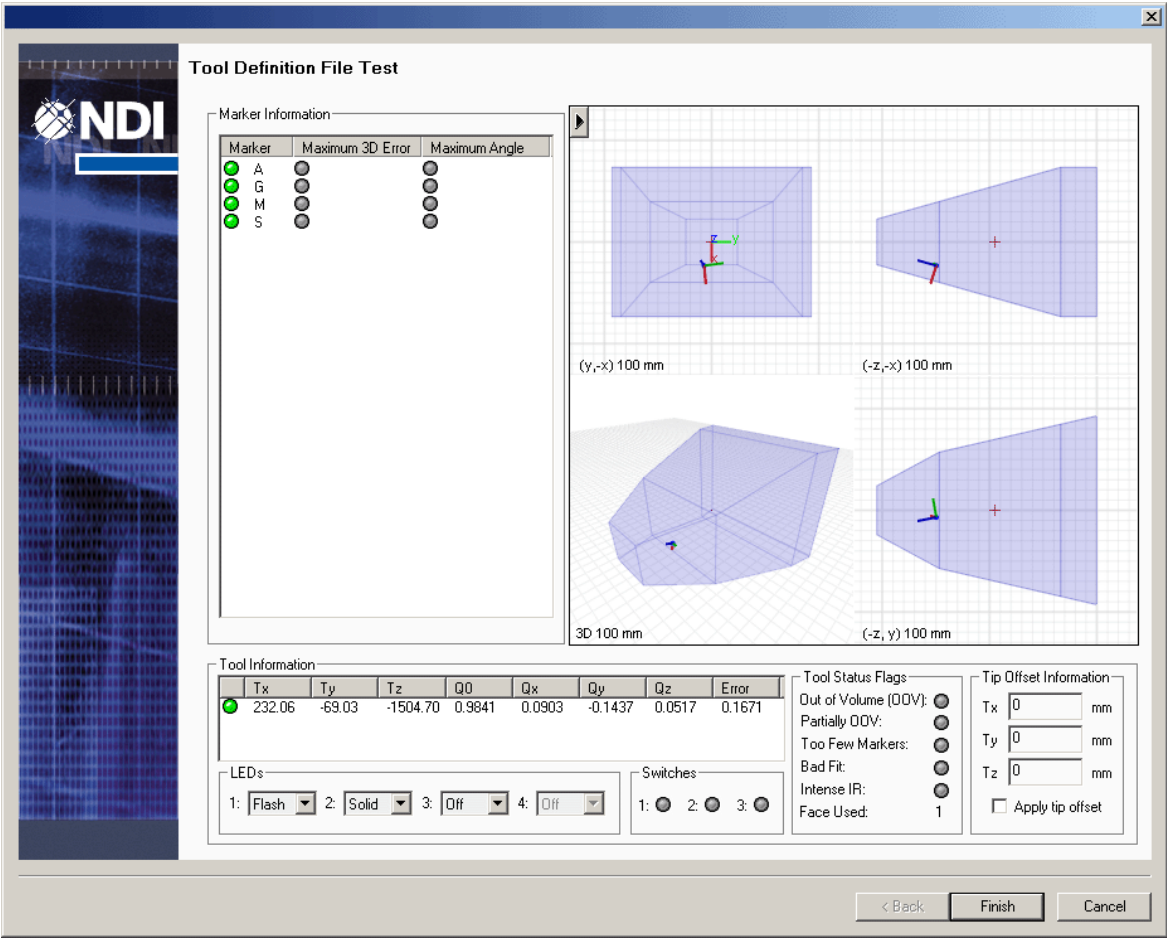 Tool Definition File Test
NDI
Marker Information
Marker Maximum 3D Error Maximum Angle
A
G
M
S
z y
x
(y,-x) 100 mm
(-z,-x) 100 mm
3D 100 mm
(-z, y) 100 mm
Tool Information
Tx Ty Tz Q0 Qx Qy Qz Error
232.06 -69.03 -1504.70 0.9841 0.0903 -0.1437 0.0517 0.1671
LEDs
1: Flash 2: Solid 3: Off 4: Off
Switches
1: 2: 3:
Tool Status Flags
Out of Volume (OOV):
Partially OOV:
Too Few Markers:
Bad Fit:
Intense IR:
Face Used: 1
Tip Offset Information
Tx 0 mm
Ty 0 mm
Tz 0 mm
Apply tip offset
< Back Finish Cancel